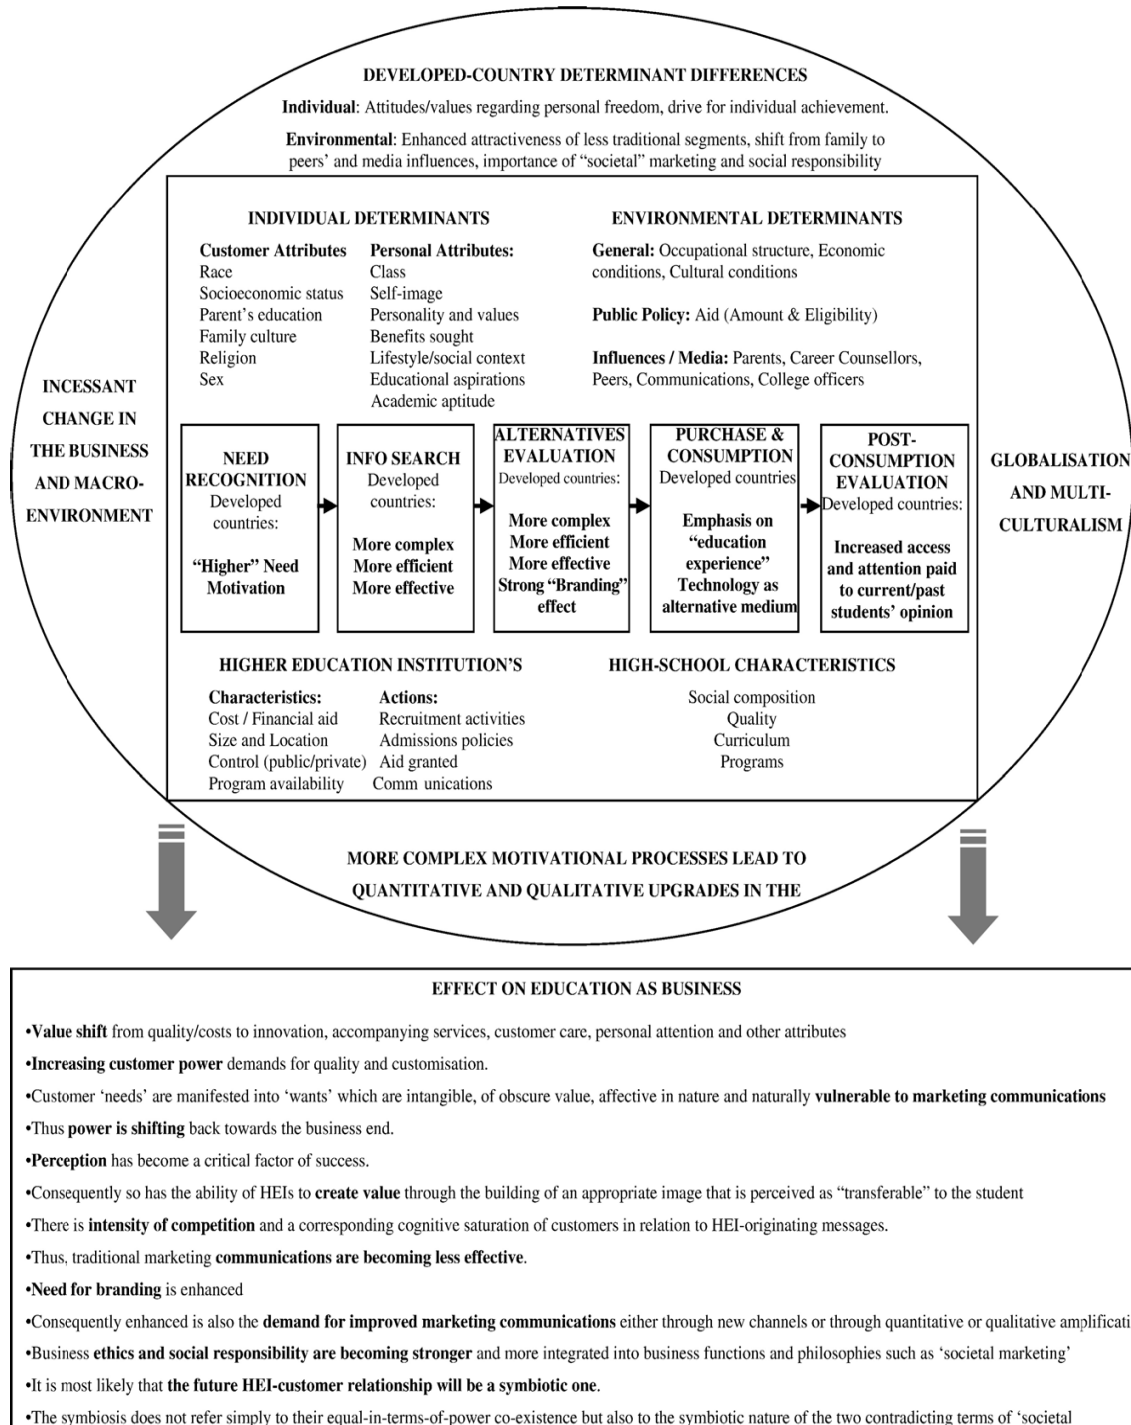 DEVELOPED-COUNTRY DETERMINANT DIFFERENCES
Individual: Attitudes/values regarding personal freedom, drive for individual achievement.
Environmental: Enhanced attractiveness of less traditional segments, shift from family to
peers’ and media influences, importance of “societal” marketing and social responsibility
INCESSANT
CHANGE IN
THE BUSINESS
AND MACRO-
ENVIRONMENT
INDIVIDUAL DETERMINANTS
Customer Attributes
Race
Socioeconomic status
Parent’s education
Family culture
Religion
Sex
Personal Attributes:
Class
Self-image
Personality and values
Benefits sought
Lifestyle/social context
Educational aspirations
Academic aptitude
ENVIRONMENTAL DETERMINANTS
General: Occupational structure, Economic
conditions, Cultural conditions
Public Policy: Aid (Amount & Eligibility)
Influences / Media: Parents, Career Counsellors,
Peers, Communications, College officers
NEED
RECOGNITION
Developed
countries:
“Higher” Need
Motivation
INFO SEARCH
Developed
countries:
More complex
More efficient
More effective
ALTERNATIVES
EVALUATION
Developed countries:
More complex
More efficient
More effective
Strong “Branding”
effect
PURCHASE &
CONSUMPTION
Developed countries
Emphasis on
“education
experience”
Technology as
alternative medium
POST-
CONSUMPTION
EVALUATION
Developed countries:
Increased access
and attention paid
to current/past
students’ opinion
GLOBALISATION
AND MULTI-
CULTURALISM
HIGHER EDUCATION INSTITUTION’S
Characteristics:
Cost / Financial aid
Size and Location
Control (public/private)
Program availability
Actions:
Recruitment activities
Admissions policies
Aid granted
Comm unications
HIGH-SCHOOL CHARACTERISTICS
Social composition
Quality
Curriculum
Programs
MORE COMPLEX MOTIVATIONAL PROCESSES LEAD TO
QUANTITATIVE AND QUALITATIVE UPGRADES IN THE
EFFECT ON EDUCATION AS BUSINESS
•Value shift from quality/costs to innovation, accompanying services, customer care, personal attention and other attributes
•Increasing customer power demands for quality and customisation.
•Customer ‘needs’ are manifested into ‘wants’ which are intangible, of obscure value, affective in nature and naturally vulnerable to marketing communications
•Thus power is shifting back towards the business end.
•Perception has become a critical factor of success.
•Consequently so has the ability of HEIs to create value through the building of an appropriate image that is perceived as “transferable” to the student
•There is intensity of competition and a corresponding cognitive saturation of customers in relation to HEI-originating messages.
•Thus, traditional marketing communications are becoming less effective.
•Need for branding is enhanced
•Consequently enhanced is also the demand for improved marketing communications either through new channels or through quantitative or qualitative amplificati
•Business ethics and social responsibility are becoming stronger and more integrated into business functions and philosophies such as ‘societal marketing’
•It is most likely that the future HEI-customer relationship will be a symbiotic one.
•The symbiosis does not refer simply to their equal-in-terms-of-power co-existence but also to the symbiotic nature of the two contradicting terms of ‘societal